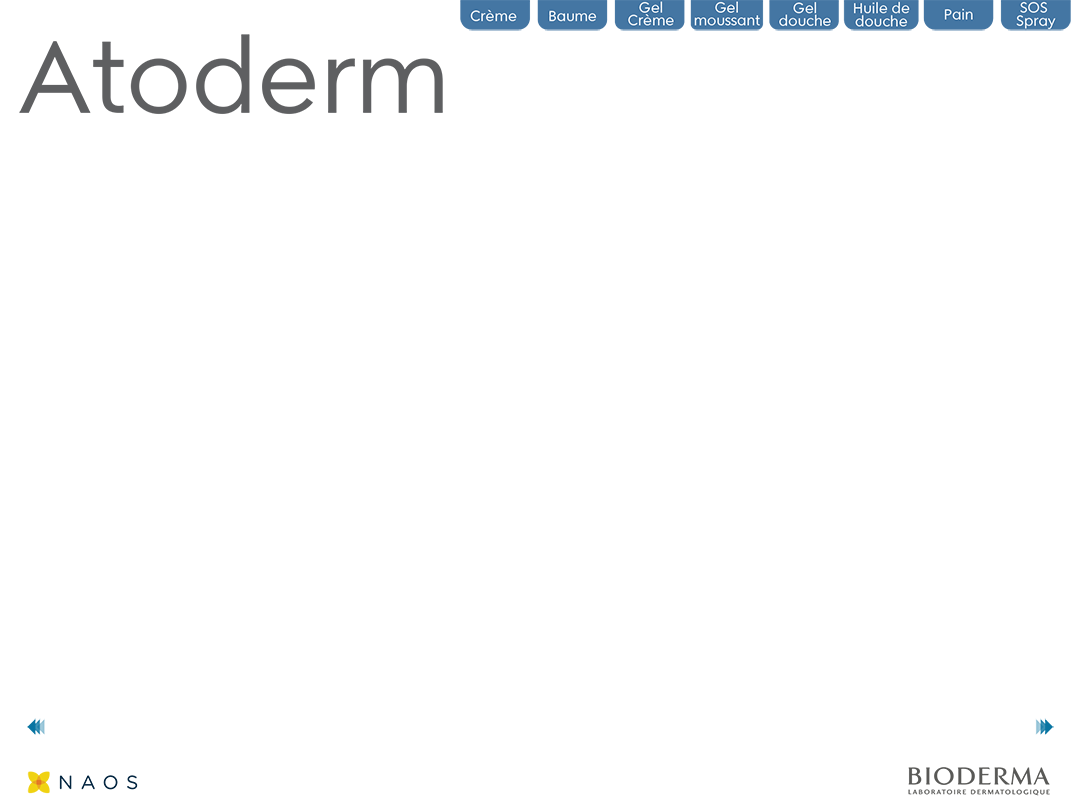 Crème
Baume
Gel
Crème
Gel
moussant
Gel
douche
Huile de
douche
Pain
SOS
Spray
Atoderm
NAOS
BIODERMA
LABORATOIRE DERMATOLOGIQUE